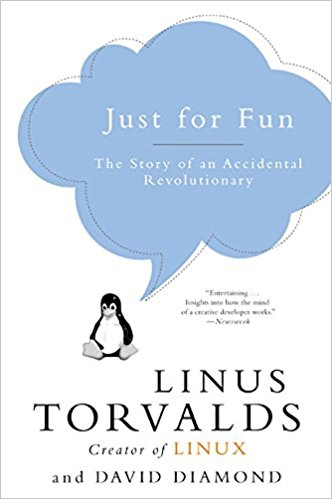 Just for Fun
The Story of an Accidental
Revolutionary
"Entertaining . . .
Insights into how the mind
of a creative developer works."
—Newsweek
LINUS
TORVALDS
Creator of LINUX
and DAVID DIAMOND